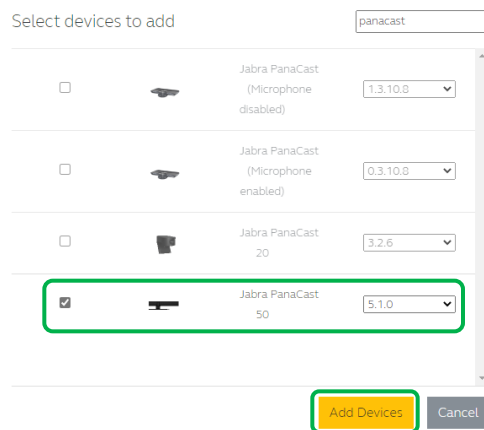 Select devices to add
panacast
Jabra PanaCast
(Microphone
disabled)
1.3.10.8
Jabra PanaCast
(Microphone
enabled)
0.3.10.8
Jabra PanaCast
20
3.2.6
Jabra PanaCast
50
5.1.0
Add Devices
Cancel